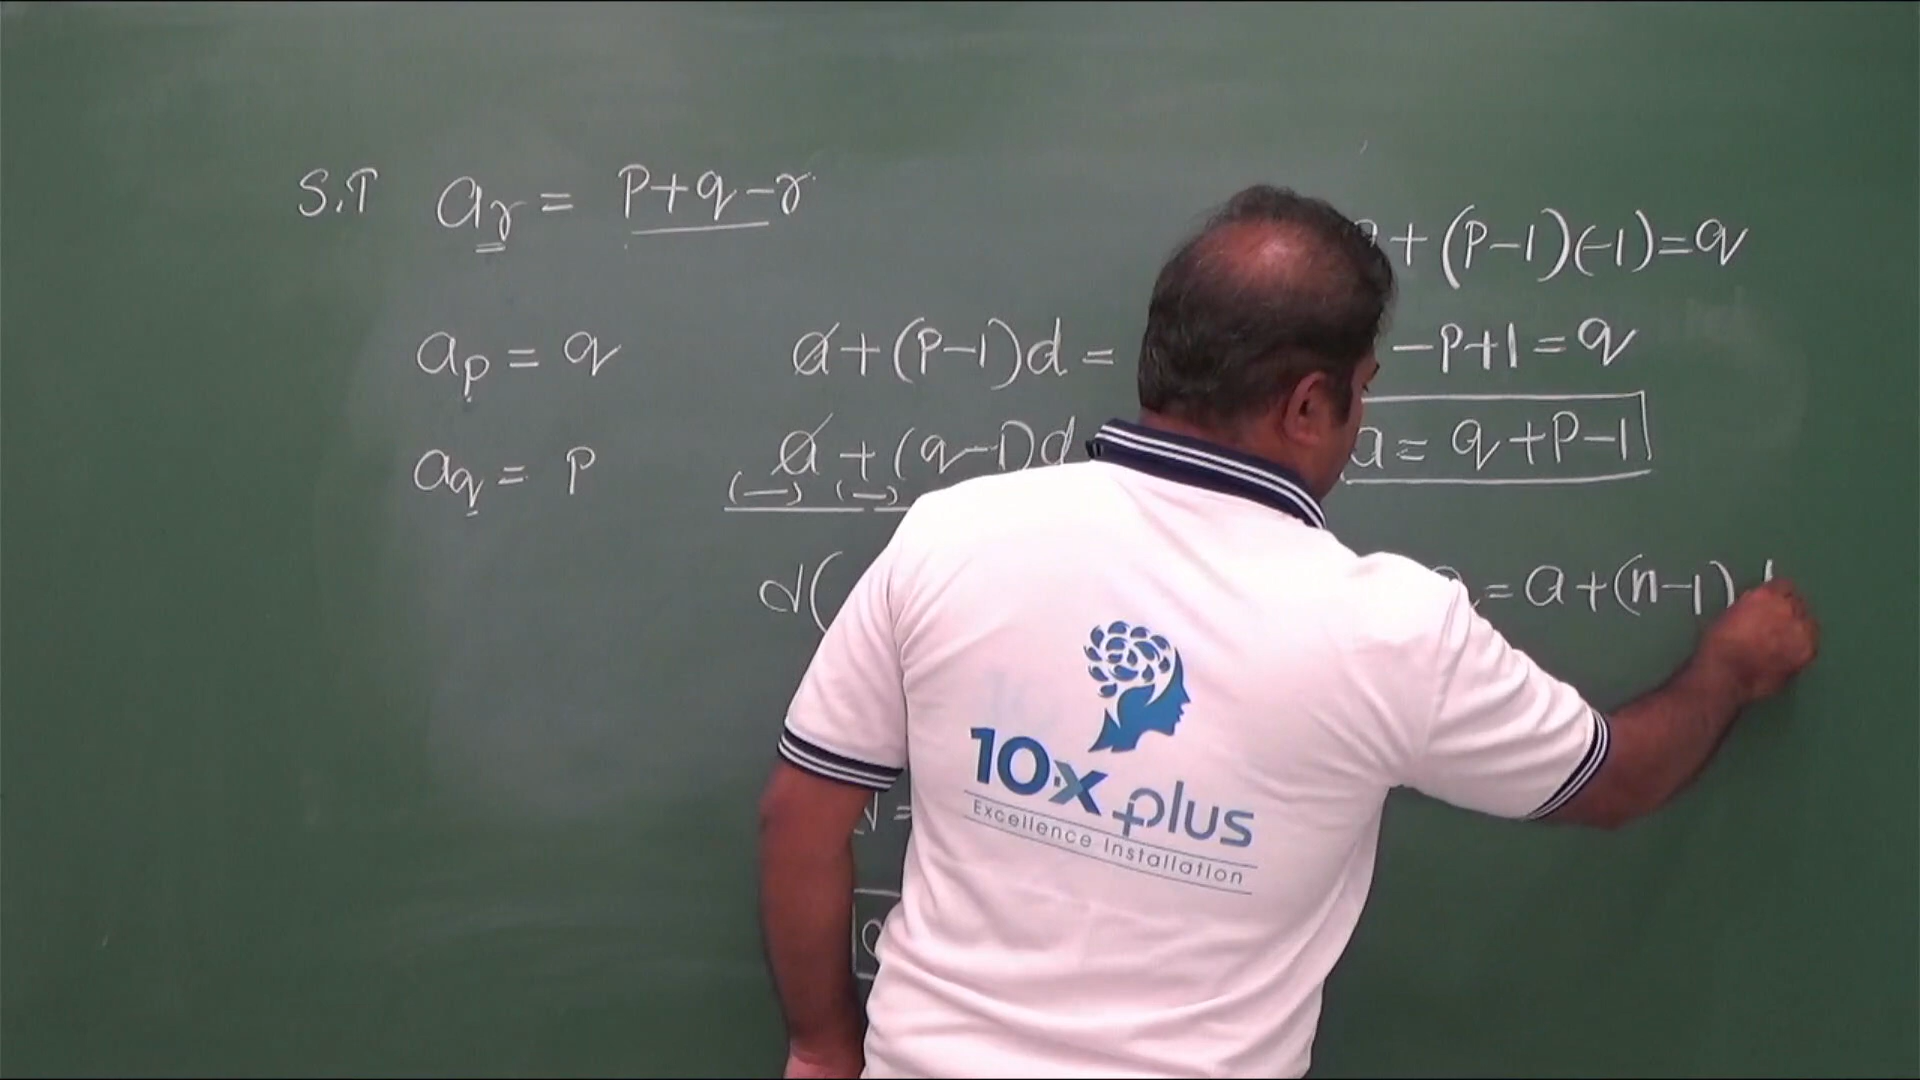 S.T a_r = p+q-r
a_p = q
a_q = p
a+(p-1)d =
a+(q-1)d
(-) (-)
d(
d =
+(p-1)(-1)=q
-p+1=q
a= q+p-1
= a+(n-1)
10x plus
Excellence Installation